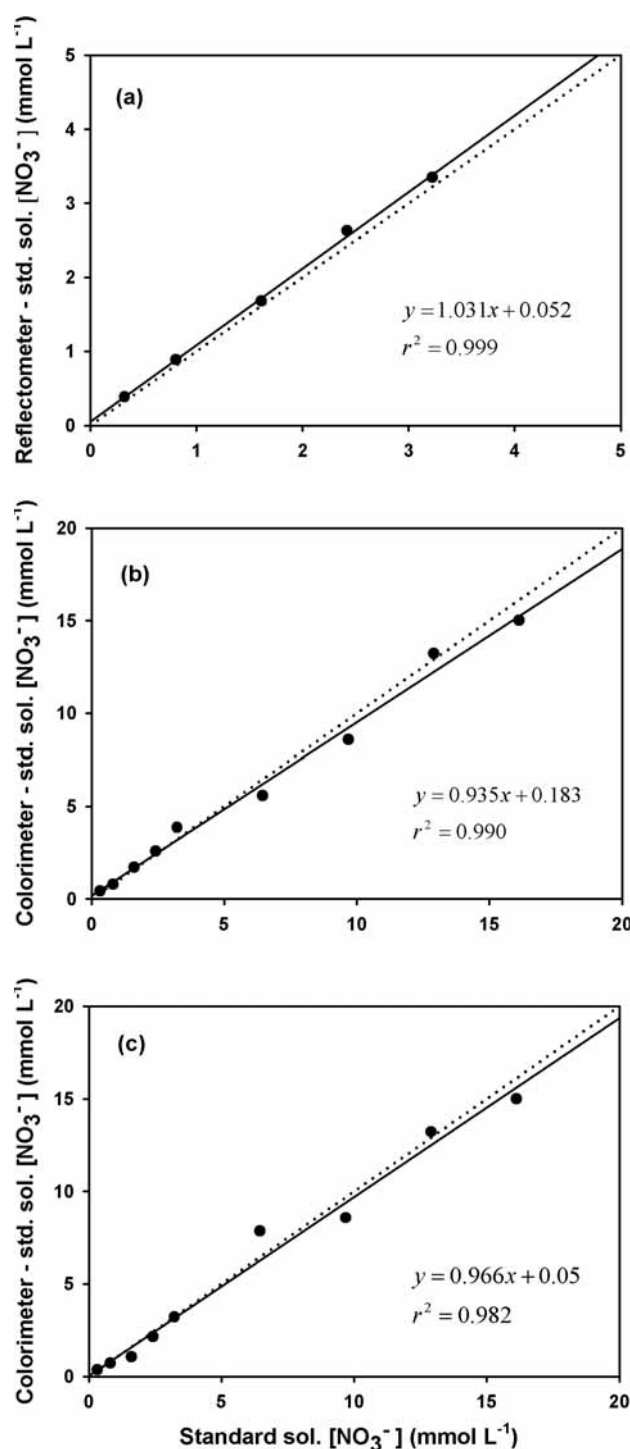 Reflectometer - std. sol. [NO₃⁻] (mmol L⁻¹)
5
4
3
2
1
0
(a)
y = 1.031x + 0.052
r² = 0.999
0 1 2 3 4 5
Colorimeter - std. sol. [NO₃⁻] (mmol L⁻¹)
20
15
10
5
0
(b)
y = 0.935x + 0.183
r² = 0.990
0 5 10 15 20
Colorimeter - std. sol. [NO₃⁻] (mmol L⁻¹)
20
15
10
5
0
(c)
y = 0.966x + 0.05
r² = 0.982
0 5 10 15 20
Standard sol. [NO₃⁻] (mmol L⁻¹)